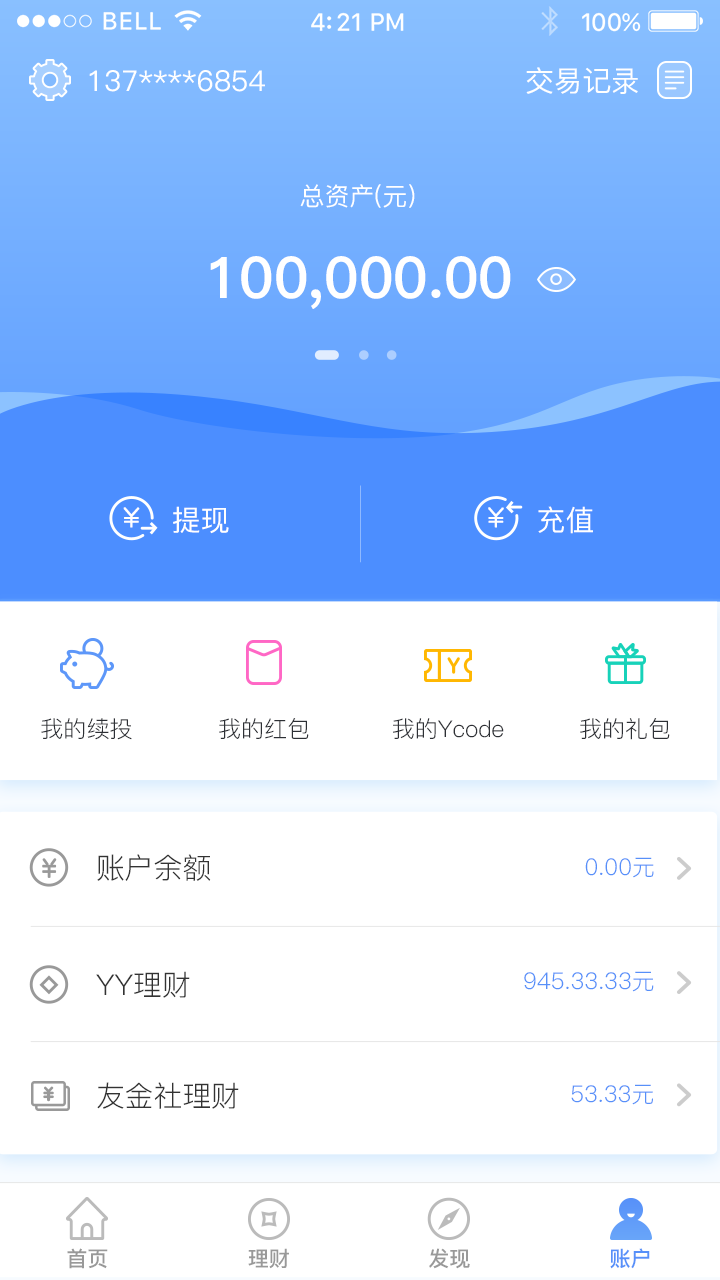 BELL 4:21 PM 100%
137****6854 交易记录
总资产(元)
100,000.00
提现 充值
我的续投 我的红包 我的Ycode 我的礼包
账户余额 0.00元
YY理财 945.33.33元
友金社理财 53.33元
首页 理财 发现 账户